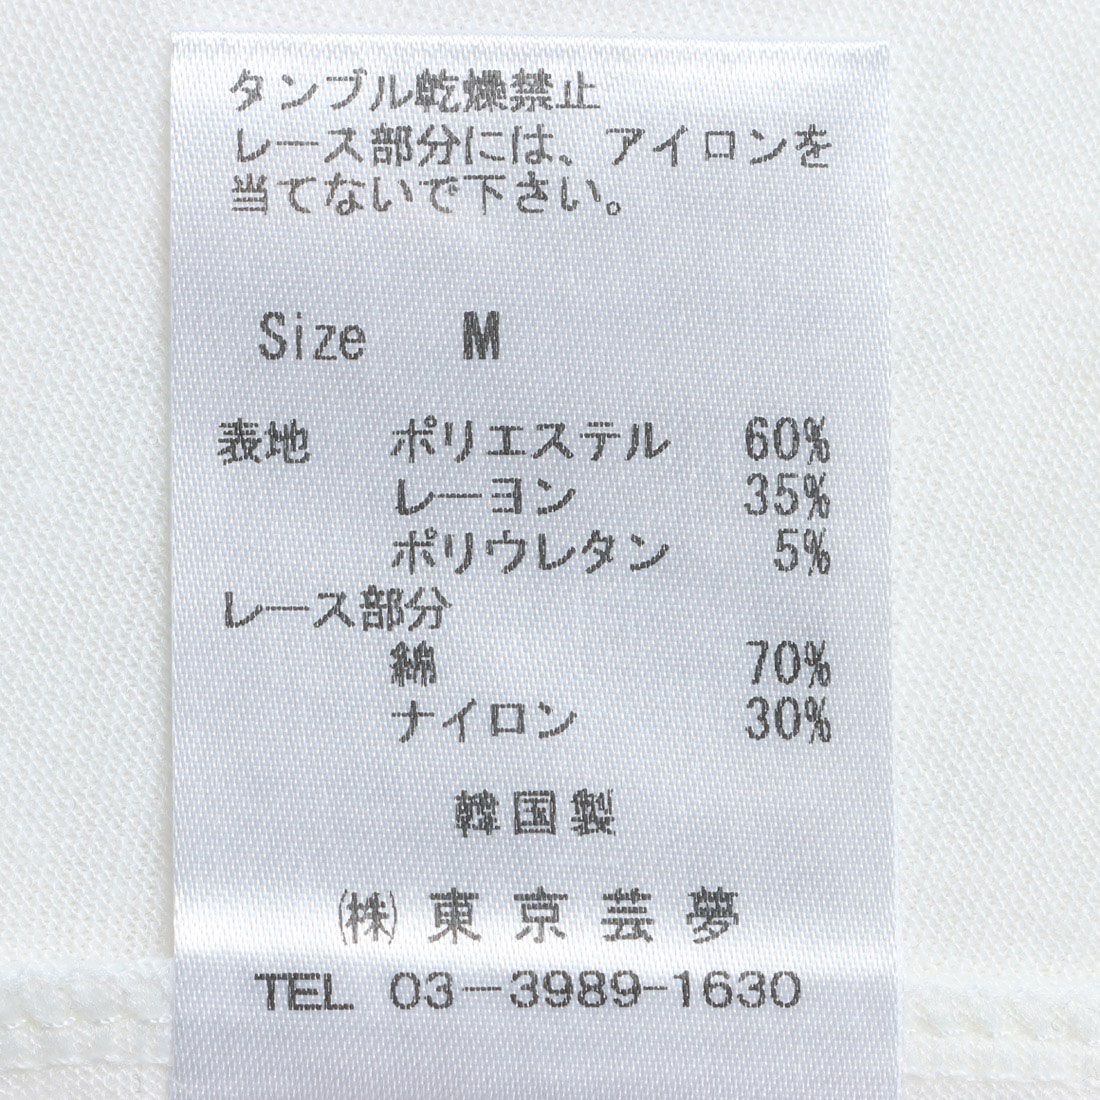 タンブル乾燥禁止
レース部分には、アイロンを
当てないで下さい。
Size M
表地 ポリエステル 60%
レーヨン 35%
ポリウレタン 5%
レース部分
綿 70%
ナイロン 30%
韓国製
㈱東京芸夢
TEL 03-3989-1630